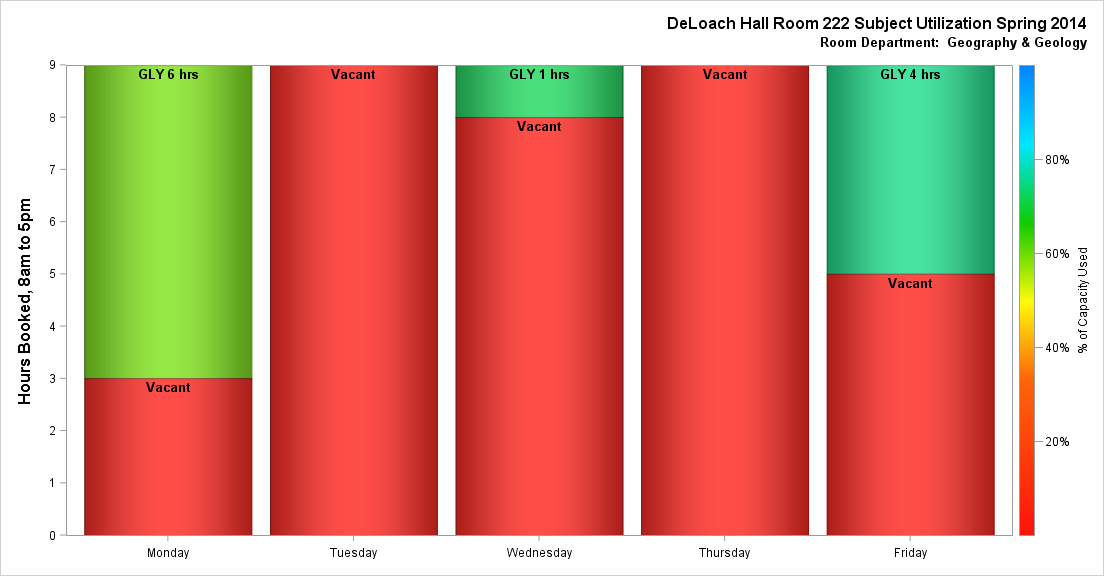 DeLoach Hall Room 222 Subject Utilization Spring 2014
Room Department:  Geography & Geology
Hours Booked, 8am to 5pm
9
8
7
6
5
4
3
2
1
0
GLY 6 hrs
Vacant
Vacant
GLY 1 hrs
Vacant
Vacant
GLY 4 hrs
Vacant
Monday
Tuesday
Wednesday
Thursday
Friday
80%
60%
40%
20%
% of Capacity Used